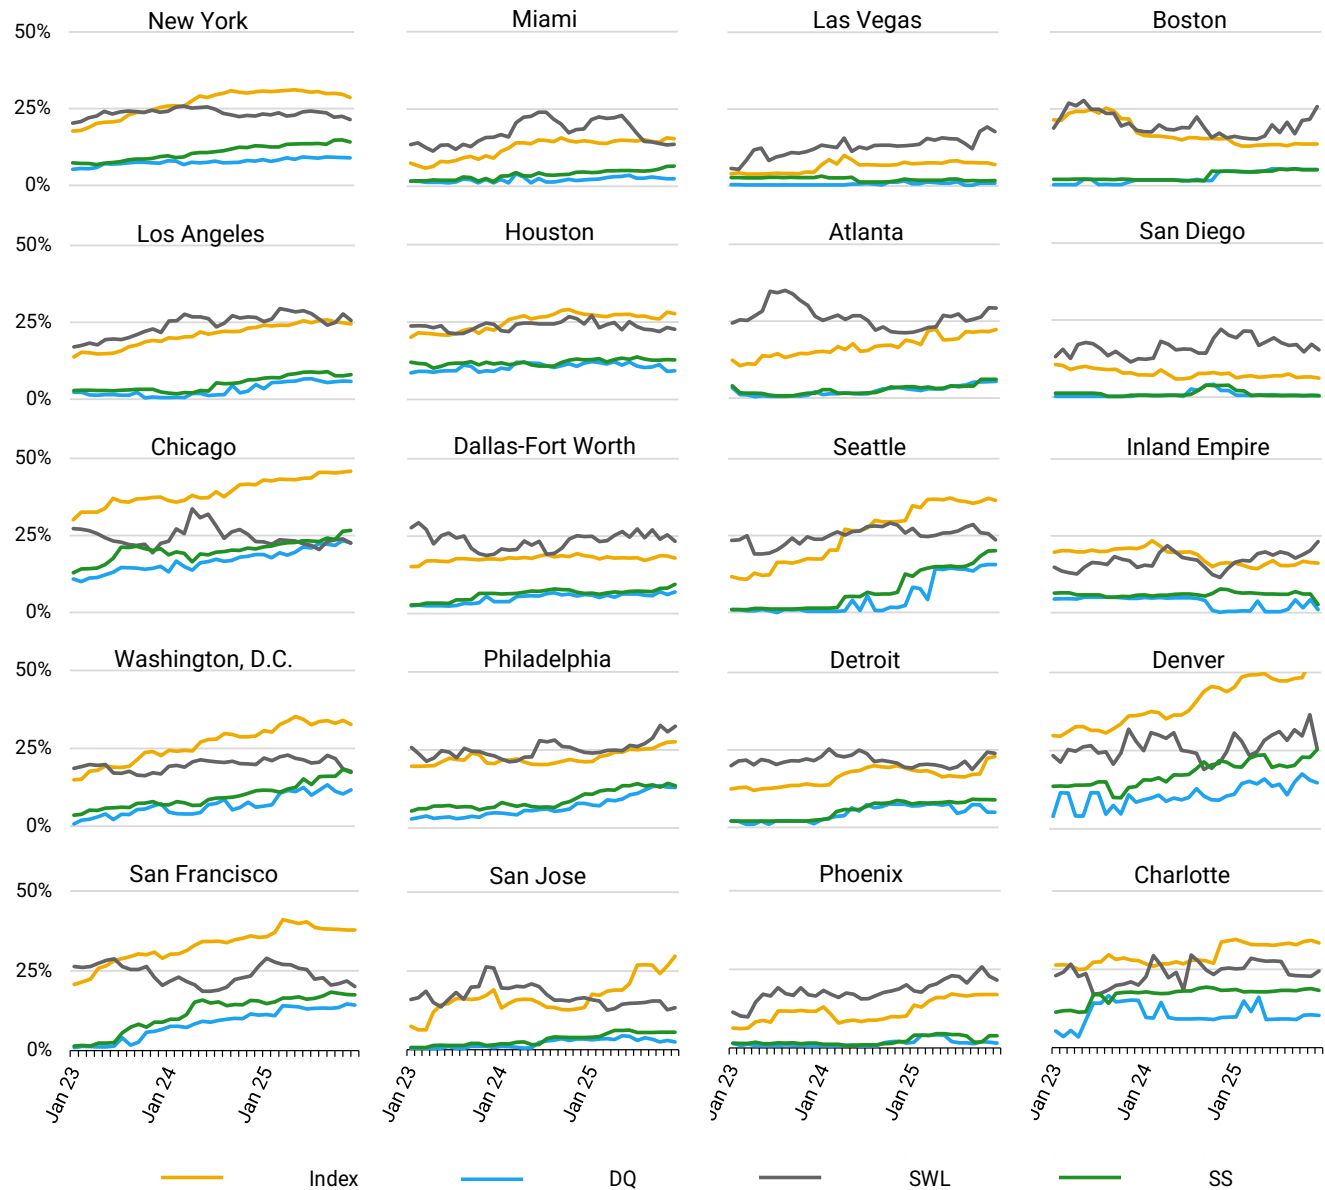 New York
Miami
Las Vegas
Boston
50%
25%
0%
Los Angeles
Houston
Atlanta
San Diego
50%
25%
0%
Chicago
Dallas-Fort Worth
Seattle
Inland Empire
50%
25%
0%
Washington, D.C.
Philadelphia
Detroit
Denver
50%
25%
0%
San Francisco
San Jose
Phoenix
Charlotte
50%
25%
0%
Jan 23
Jan 24
Jan 25
Jan 23
Jan 24
Jan 25
Jan 23
Jan 24
Jan 25
Jan 23
Jan 24
Jan 25
Index
DQ
SWL
SS